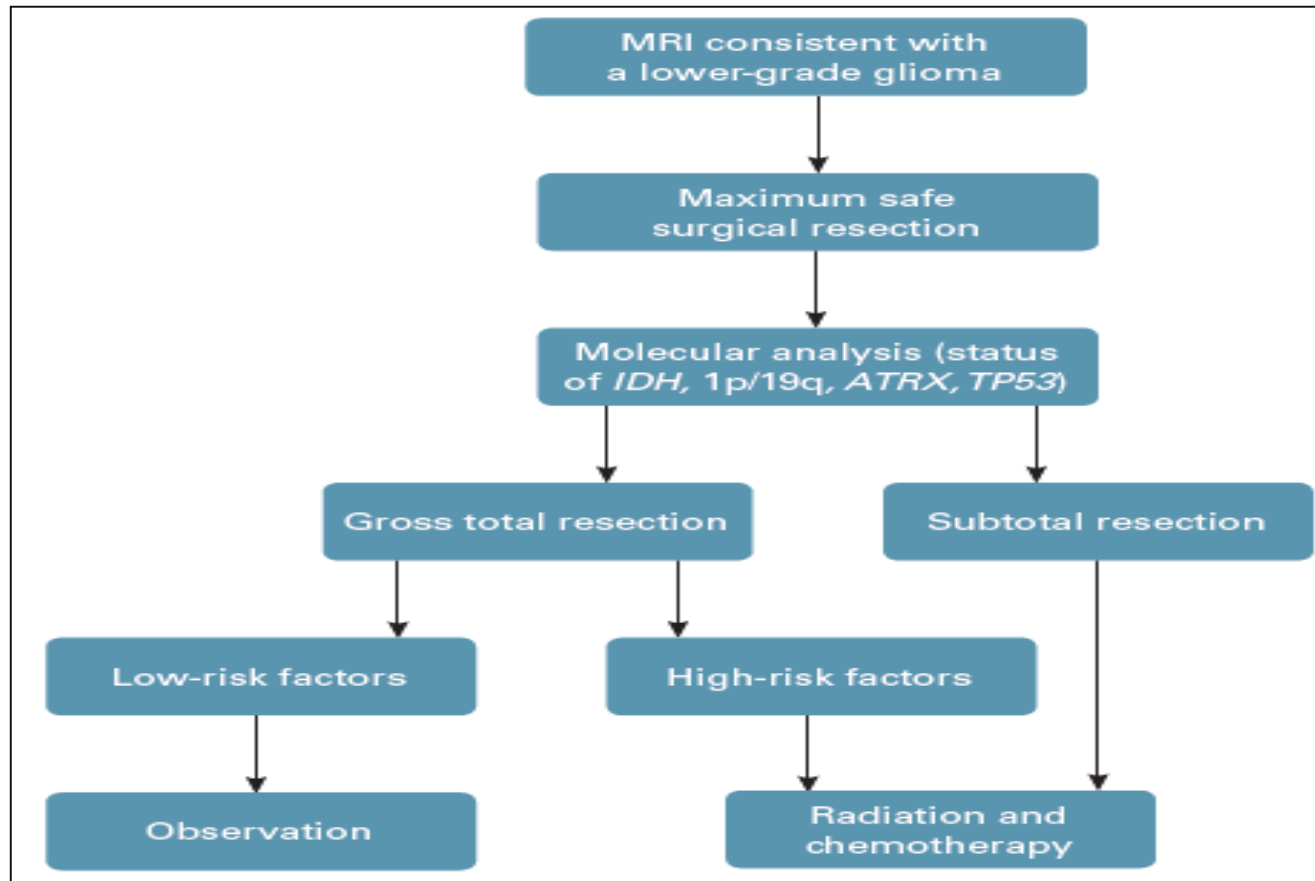 MRI consistent with
a lower-grade glioma
Maximum safe
surgical resection
Molecular analysis (status
of IDH, 1p/19q, ATRX, TP53)
Gross total resection
Subtotal resection
Low-risk factors
High-risk factors
Observation
Radiation and
chemotherapy